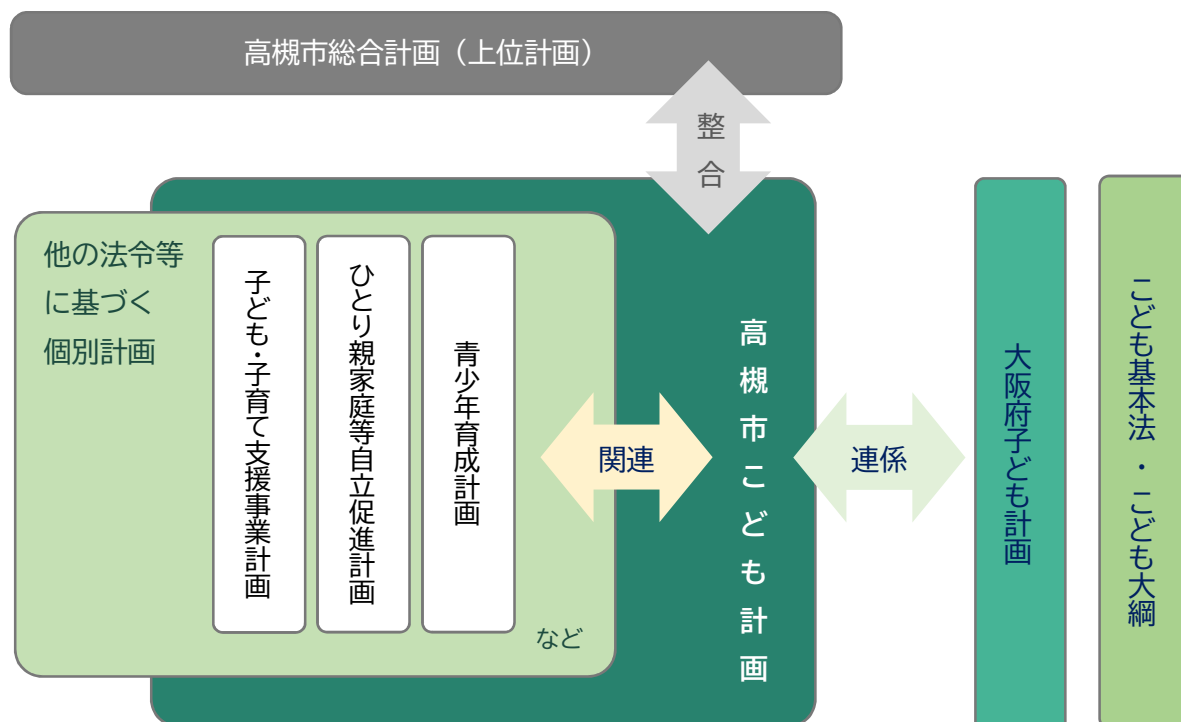 高槻市総合計画（上位計画）
整
合
他の法令等
に基づく
個別計画
子ども・子育て支援事業計画
ひとり親家庭等自立促進計画
青少年育成計画
など
関連
高槻市こども計画
連係
大阪府子ども計画
こども基本法・こども大綱